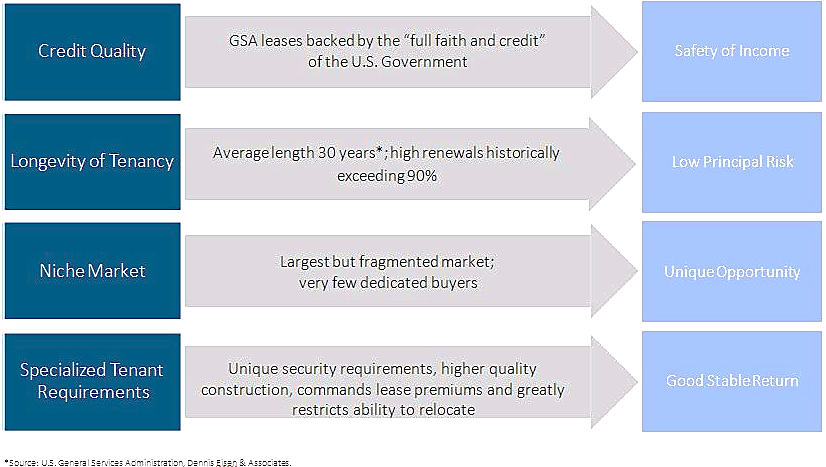 Credit Quality
GSA leases backed by the “full faith and credit”
of the U.S. Government
Safety of Income
Longevity of Tenancy
Average length 30 years*; high renewals historically
exceeding 90%
Low Principal Risk
Niche Market
Largest but fragmented market;
very few dedicated buyers
Unique Opportunity
Specialized Tenant
Requirements
Unique security requirements, higher quality
construction, commands lease premiums and greatly
restricts ability to relocate
Good Stable Return
*Source: U.S. General Services Administration, Dennis Eisen & Associates.